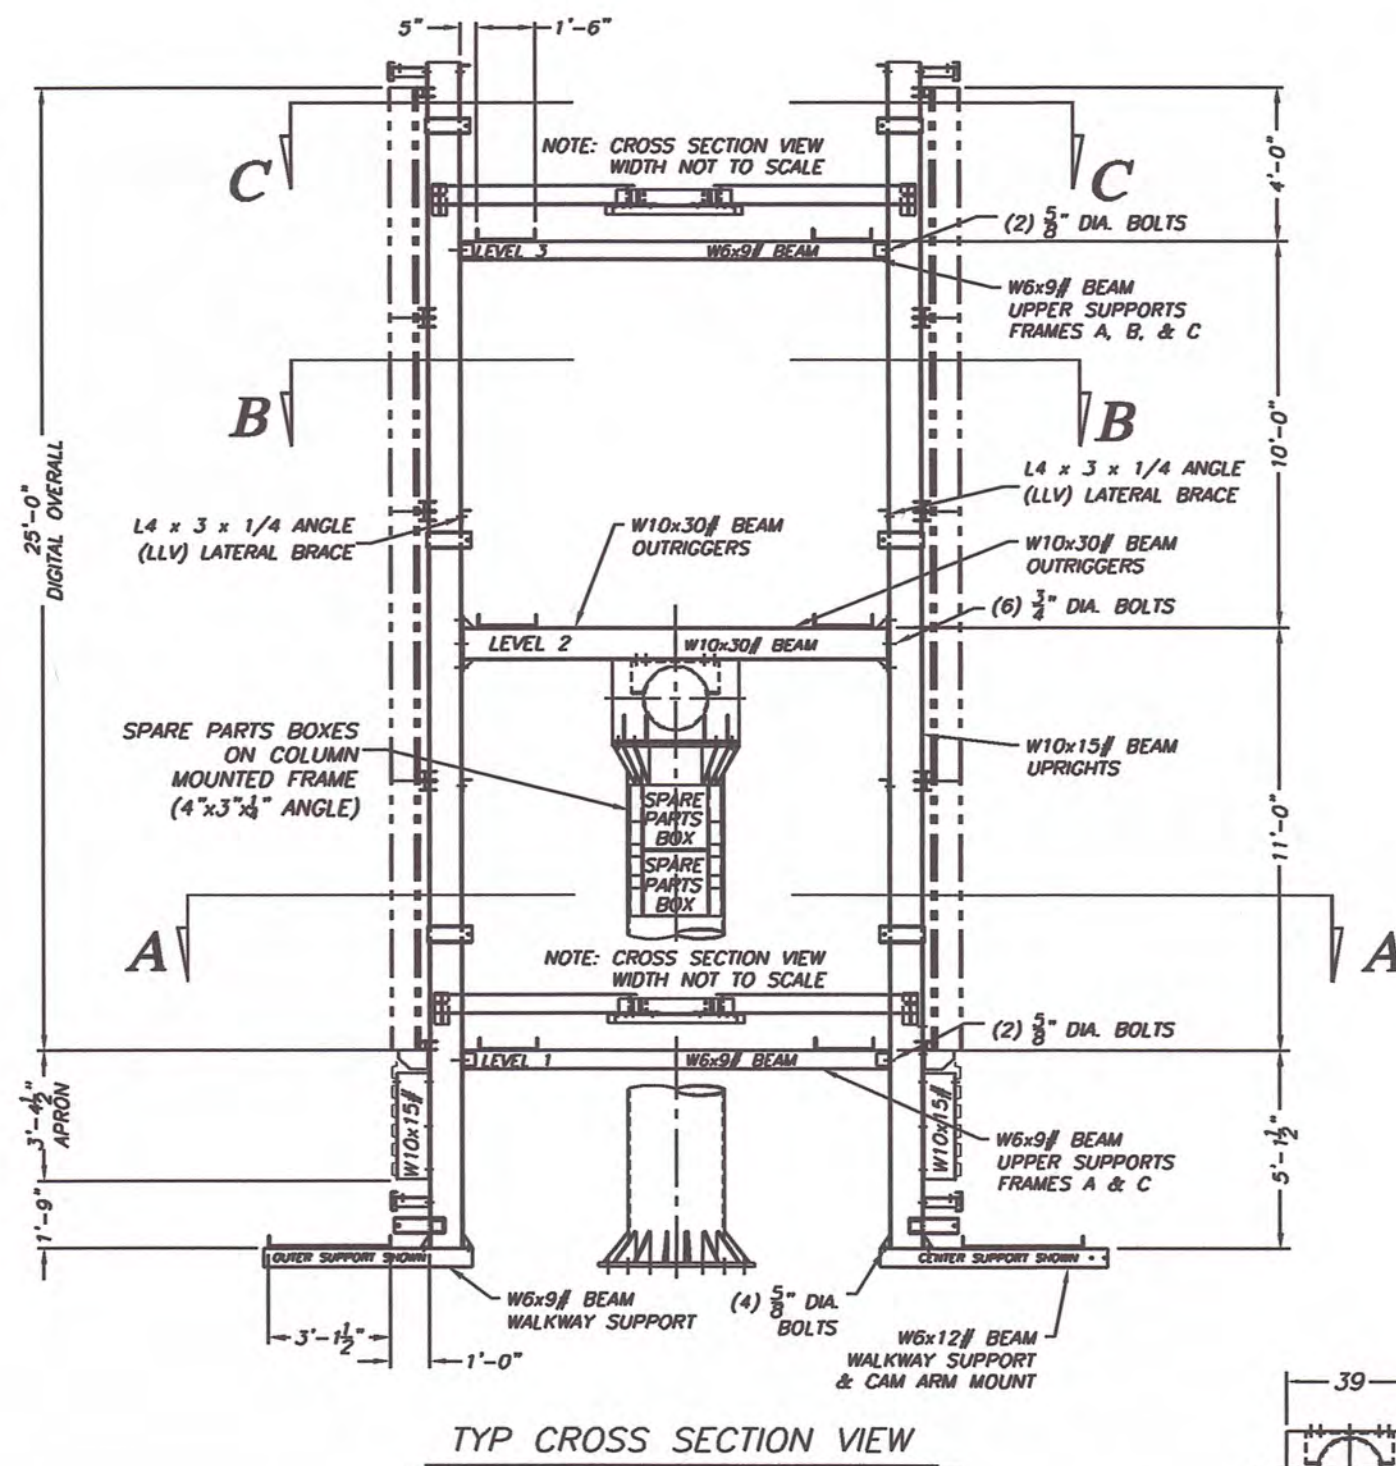 5"
1'-6"
NOTE: CROSS SECTION VIEW
WIDTH NOT TO SCALE
C
C
4'-0"
(2) 5/8" DIA. BOLTS
LEVEL 3
W6x9# BEAM
W6x9# BEAM
UPPER SUPPORTS
FRAMES A, B, & C
B
B
10'-0"
25'-0"
DIGITAL OVERALL
L4 x 3 x 1/4 ANGLE
(LLV) LATERAL BRACE
L4 x 3 x 1/4 ANGLE
(LLV) LATERAL BRACE
W10x30# BEAM
OUTRIGGERS
W10x30# BEAM
OUTRIGGERS
(6) 3/4" DIA. BOLTS
LEVEL 2
W10x30# BEAM
SPARE PARTS BOXES
ON COLUMN
MOUNTED FRAME
(4"x3"x1/4" ANGLE)
W10x15# BEAM
UPRIGHTS
SPARE
PARTS
BOX
SPARE
PARTS
BOX
11'-0"
A
A
NOTE: CROSS SECTION VIEW
WIDTH NOT TO SCALE
(2) 5/8" DIA. BOLTS
LEVEL 1
W6x9# BEAM
3'-4 1/2"
APRON
W10x15#
W10x15#
W6x9# BEAM
UPPER SUPPORTS
FRAMES A & C
5'-1 1/2"
1'-9"
OUTER SUPPORT SHOWN
CENTER SUPPORT SHOWN
W6x9# BEAM
WALKWAY SUPPORT
(4) 5/8" DIA.
BOLTS
W6x12# BEAM
WALKWAY SUPPORT
& CAM ARM MOUNT
3'-1 1/2"
1'-0"
39
TYP CROSS SECTION VIEW